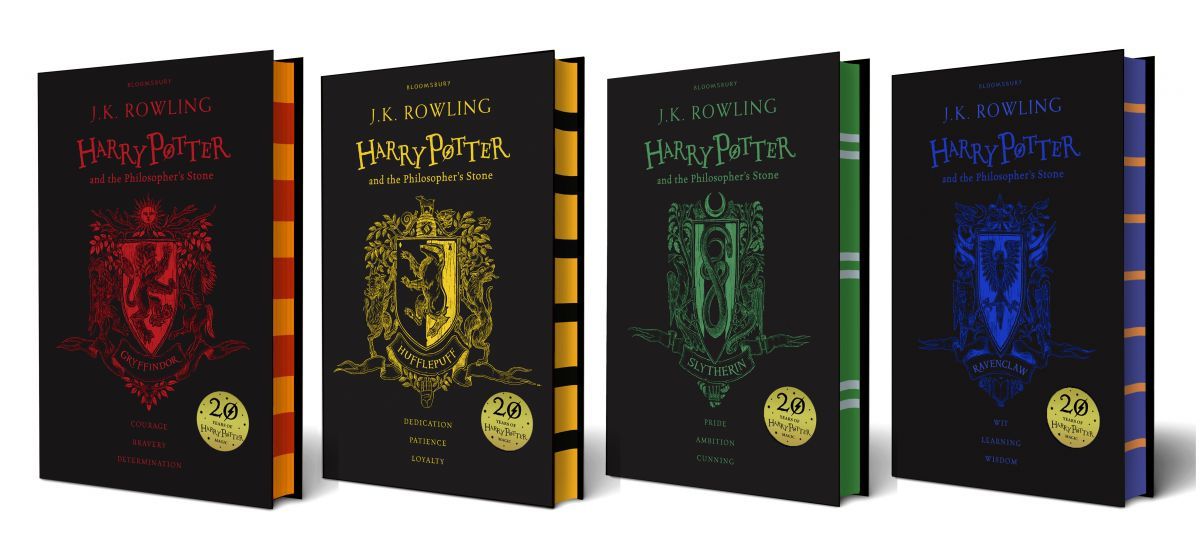 BLOOMSBURY
J.K. ROWLING
HARRY POTTER
and the Philosopher's Stone
GRYFFINDOR
COURAGE
BRAVERY
DETERMINATION
20
YEARS OF
HARRY POTTER
MAGIC
BLOOMSBURY
J.K. ROWLING
HARRY POTTER
and the Philosopher's Stone
HUFFLEPUFF
DEDICATION
PATIENCE
LOYALTY
20
YEARS OF
HARRY POTTER
MAGIC
BLOOMSBURY
J.K. ROWLING
HARRY POTTER
and the Philosopher's Stone
SLYTHERIN
PRIDE
AMBITION
CUNNING
20
YEARS OF
HARRY POTTER
MAGIC
BLOOMSBURY
J.K. ROWLING
HARRY POTTER
and the Philosopher's Stone
RAVENCLAW
WIT
LEARNING
WISDOM
20
YEARS OF
HARRY POTTER
MAGIC